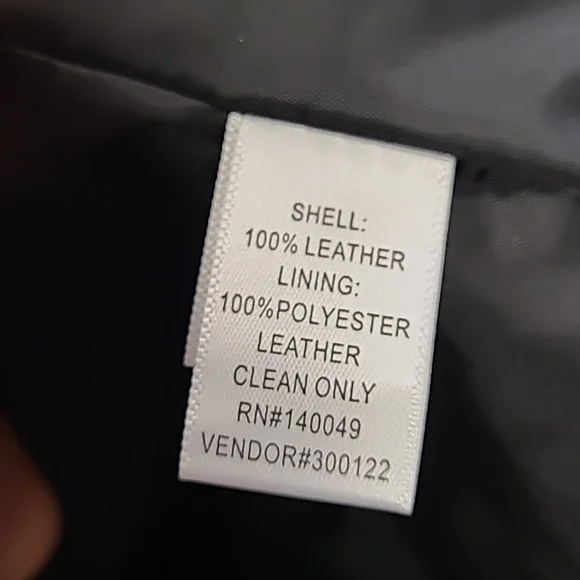 SHELL:
100% LEATHER
LINING:
100%POLYESTER
LEATHER
CLEAN ONLY
RN#140049
VENDOR#300122